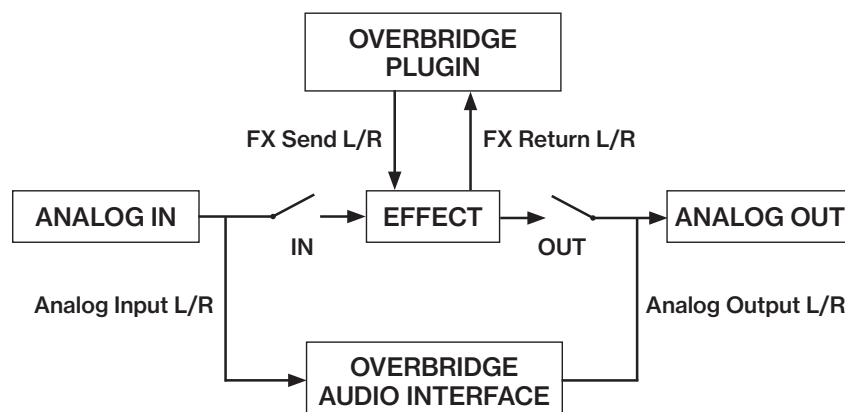 OVERBRIDGE
PLUGIN
FX Send L/R
FX Return L/R
ANALOG IN
EFFECT
ANALOG OUT
IN
OUT
Analog Input L/R
Analog Output L/R
OVERBRIDGE
AUDIO INTERFACE